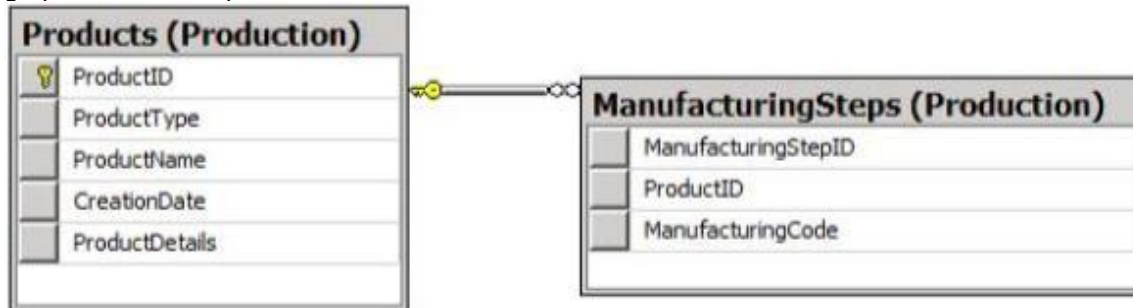 Products (Production)
ProductID
ProductType
ProductName
CreationDate
ProductDetails
ManufacturingSteps (Production)
ManufacturingStepID
ProductID
ManufacturingCode